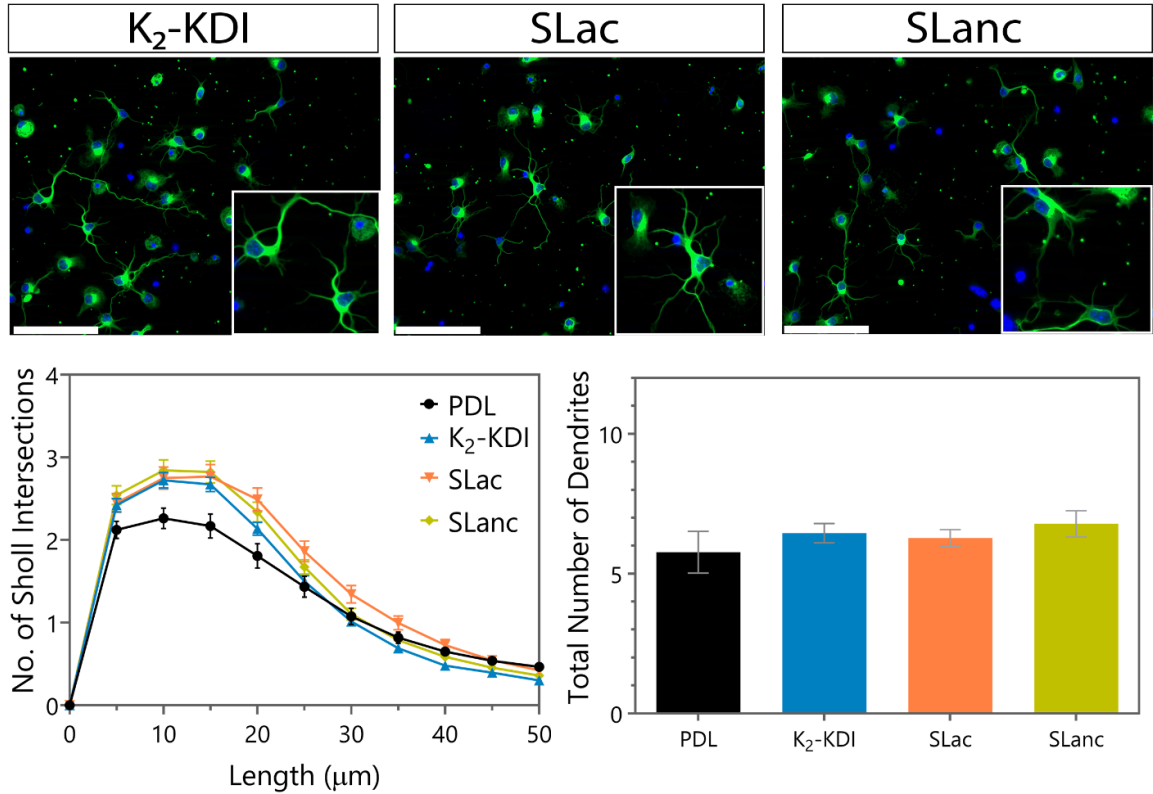 K₂-KDI
SLac
SLanc
No. of Sholl Intersections
4
3
2
1
0
0
10
20
30
40
50
Length (μm)
PDL
K₂-KDI
SLac
SLanc
Total Number of Dendrites
10
5
0
PDL
K₂-KDI
SLac
SLanc